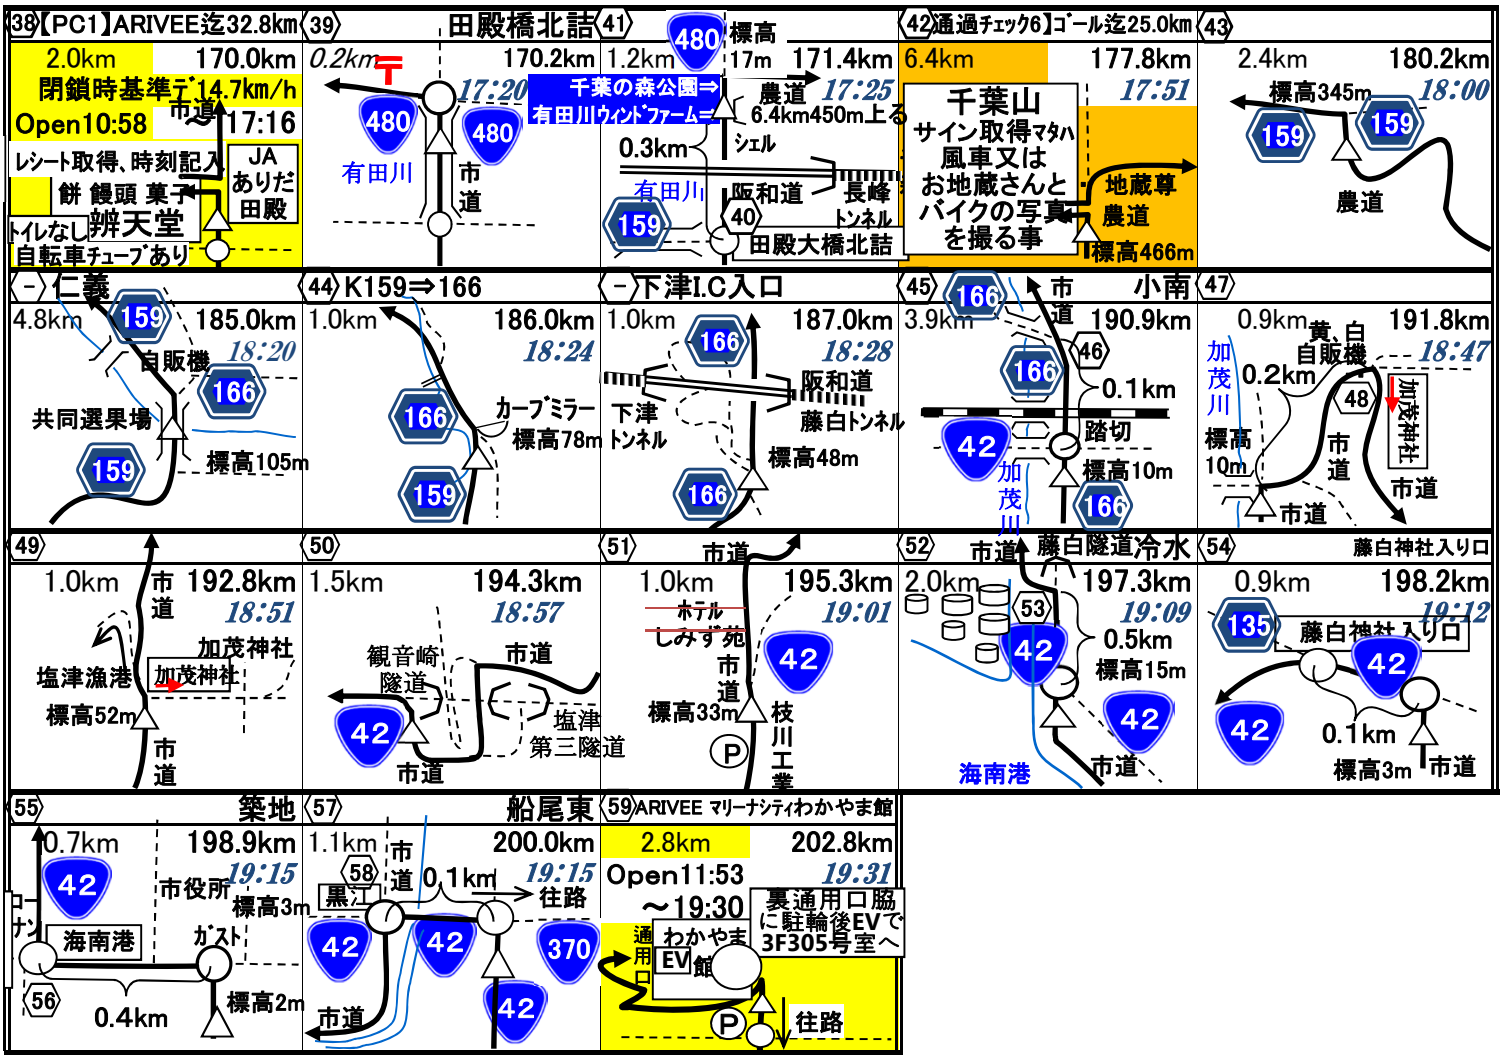 38 【PC1】ARIVEE迄32.8km
2.0km 170.0km
閉鎖時基準ﾃﾞ14.7km/h
市道
Open10:58 〜 17:16
レシート取得、時刻記入
JA
ありだ
田殿
餅 饅頭 菓子
辨天堂
トイレなし
自転車ﾁｭｰﾌﾞあり
39 田殿橋北詰
0.2km 170.2km
〒
17:20
480
480
有田川
市道
41 480 標高
17m
1.2km 171.4km
17:25
千葉の森公園⇒
有田川ｳｨﾝﾄﾞﾌｧｰﾑ⇒
農道
6.4km450m上る
0.3km
シェル
有田川
阪和道
長峰
トンネル
159
40
田殿大橋北詰
42 通過ﾁｪｯｸ6】ｺﾞｰﾙ迄25.0km
6.4km 177.8km
17:51
千葉山
サイン取得ﾏﾀﾊ
風車又は
お地蔵さんと
バイクの写真
を撮る事
地蔵尊
農道
標高466m
43
2.4km 180.2km
標高345m
18:00
159
159
農道
- 仁義
4.8km 185.0km
159
18:20
自販機
166
共同選果場
159
標高105m
44 K159⇒166
1.0km 186.0km
18:24
166
カーブミラー
標高78m
159
- 下津I.C入口
1.0km 187.0km
166
18:28
阪和道
下津
トンネル
藤白トンネル
標高48m
166
45 166 市道 小南
3.9km 190.9km
46
166
0.1km
42
踏切
標高10m
加茂川
166
47
0.9km 191.8km
黄、白
自販機
18:47
加茂川
0.2km
48
加茂神社
標高
10m
市道
市道
市道
49
1.0km 192.8km
市道
18:51
加茂神社
塩津漁港
加茂神社
標高52m
市道
50
1.5km 194.3km
18:57
観音崎
隧道
市道
42
塩津
第三隧道
市道
51 市道
1.0km 195.3km
19:01
ホテル
しみず苑
42
市道
標高33m
枝川工業
P
52 市道 藤白隧道 冷水
2.0km 197.3km
53
19:09
42
0.5km
標高15m
42
海南港
市道
54 藤白神社入り口
0.9km 198.2km
19:12
135
藤白神社入り口
42
42
0.1km
標高3m
市道
55 築地
0.7km 198.9km
42
19:15
市役所
標高3m
海南港
ｶﾞｽﾄ
56
0.4km
標高2m
57 船尾東
1.1km 200.0km
市道
58
19:15
0.1km
往路
黒江
42
42
370
42
市道
59 ARIVEE マリーナシティわかやま館
2.8km 202.8km
Open11:53
19:31
〜19:30
裏通用口脇
に駐輪後EVで
3F305号室へ
通用口
わかやま
館
EV
P
往路